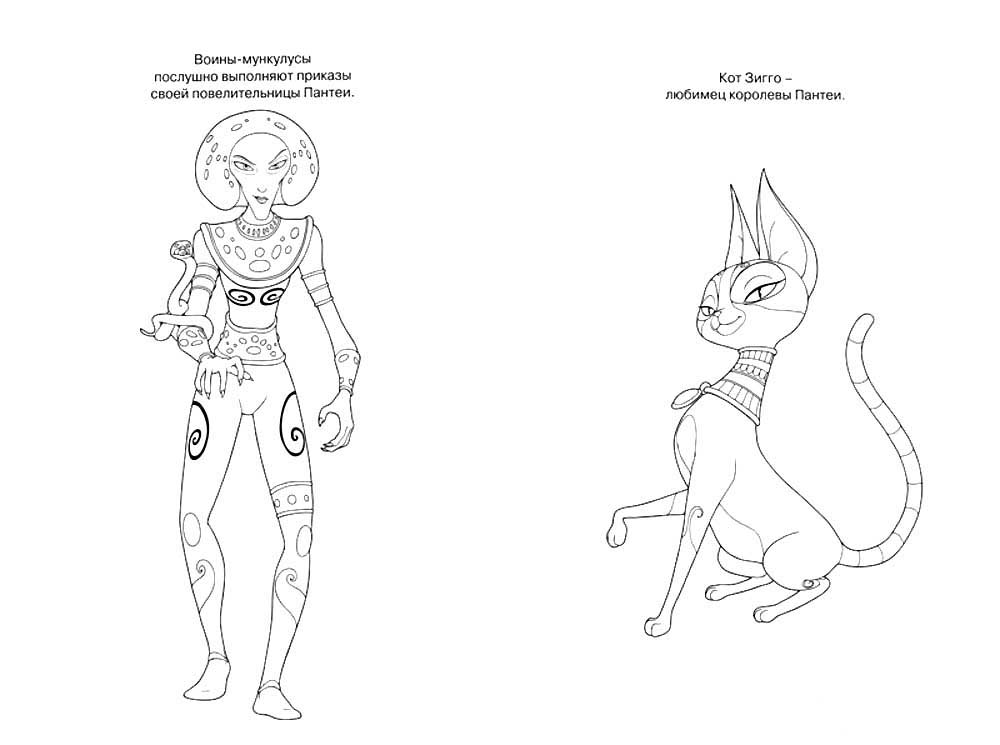 Воины-мункулусы
послушно выполняют приказы
своей повелительницы Пантеи.
Кот Зигго –
любимец королевы Пантеи.